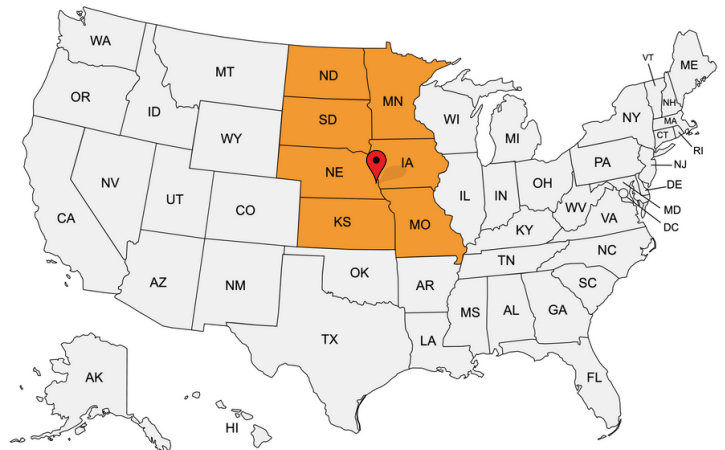 WA
MT
ND
MN
VT
ME
OR
ID
SD
WI
NH
NY
MA
WY
MI
CT
RI
NE
IA
PA
NJ
NV
UT
CO
IL
IN
OH
DE
CA
KS
MO
WV
VA
MD
KY
DC
AZ
NM
OK
AR
TN
NC
MS
AL
GA
SC
TX
LA
FL
AK
HI